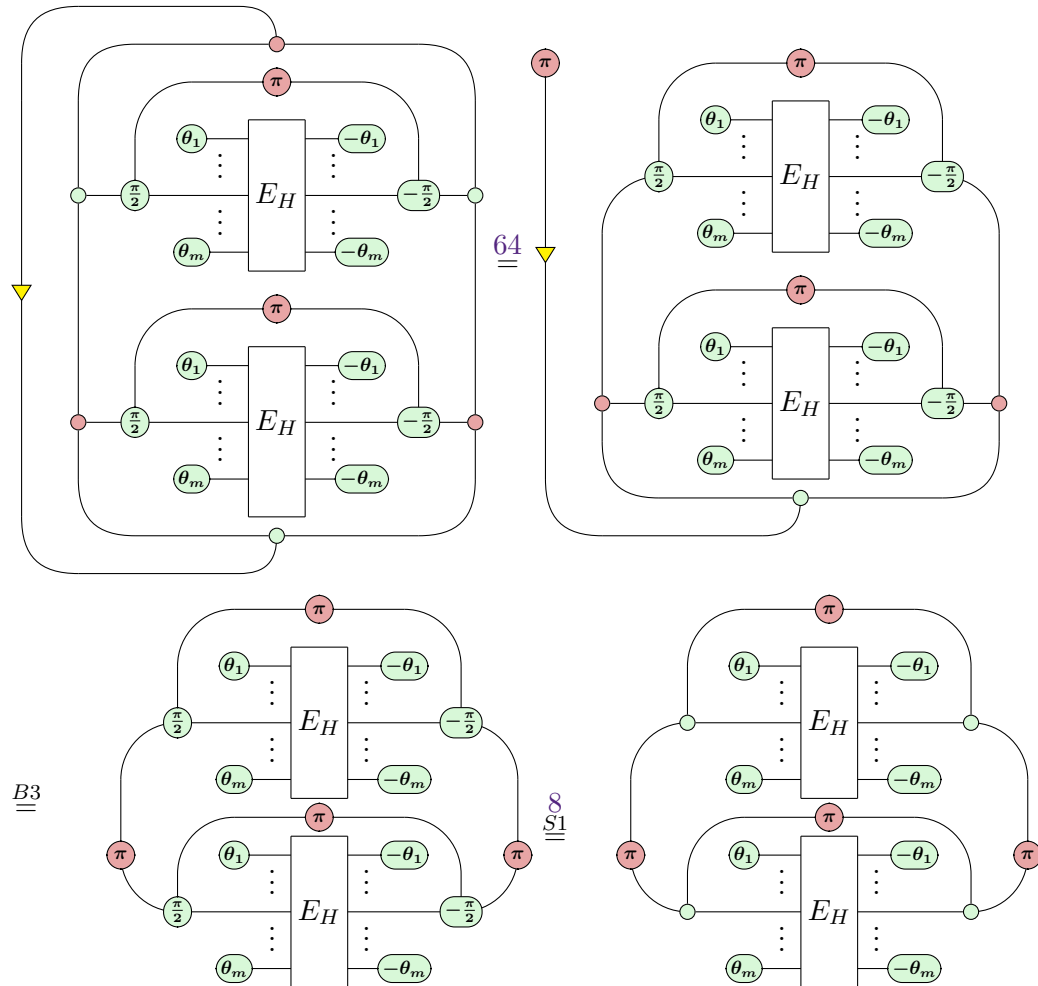 π π
π θ₁ E_H −θ₁
θ₁ E_H −θ₁ ⋮ ⋮
⋮ ⋮ π/2 −π/2
π/2 −π/2 ⋮ ⋮
⋮ ⋮ θₘ −θₘ
θₘ −θₘ
64
=
π π
θ₁ E_H −θ₁ θ₁ E_H −θ₁
⋮ ⋮ ⋮ ⋮
π/2 −π/2 π/2 −π/2
⋮ ⋮ ⋮ ⋮
θₘ −θₘ θₘ −θₘ
π π
θ₁ E_H −θ₁ θ₁ E_H −θ₁
⋮ ⋮ ⋮ ⋮
π/2 −π/2
⋮ ⋮ ⋮ ⋮
θₘ −θₘ θₘ −θₘ
B3
=
8
S1
=
π π
π π π π
θ₁ E_H −θ₁ θ₁ E_H −θ₁
⋮ ⋮ ⋮ ⋮
π/2 −π/2
⋮ ⋮ ⋮ ⋮
θₘ −θₘ θₘ −θₘ